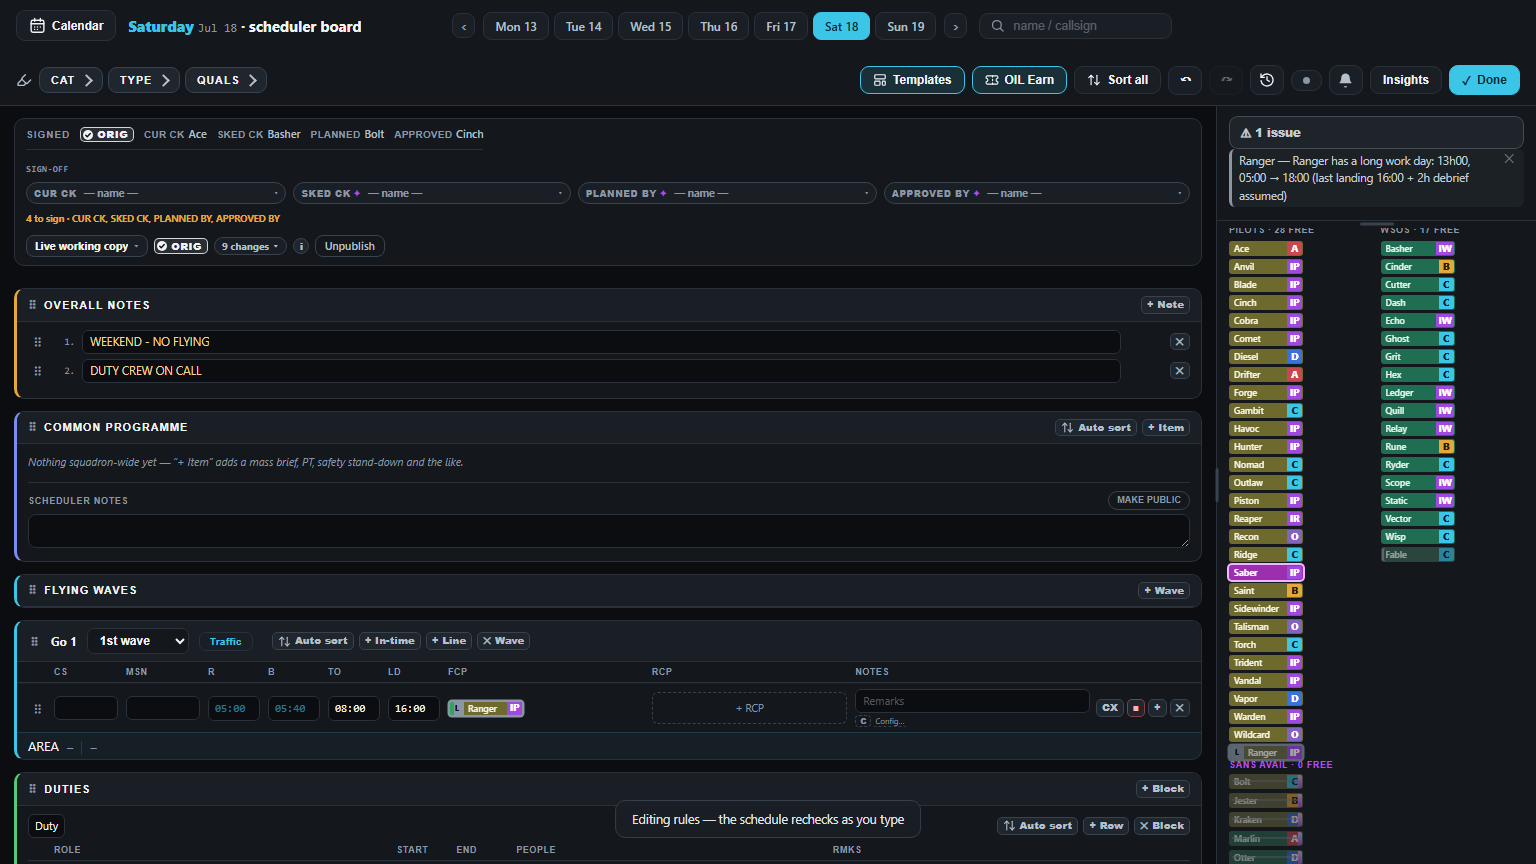 Calendar
Saturday Jul 18 · scheduler board
Mon 13
Tue 14
Wed 15
Thu 16
Fri 17
Sat 18
Sun 19
name / callsign
CAT
TYPE
QUALS
Templates
OIL Earn
Sort all
Insights
✓ Done
SIGNED ORIG CUR CK Ace SKED CK Basher PLANNED Bolt APPROVED Cinch
SIGN-OFF
CUR CK — name —
SKED CK ✦ — name —
PLANNED BY ✦ — name —
APPROVED BY ✦ — name —
4 to sign · CUR CK, SKED CK, PLANNED BY, APPROVED BY
Live working copy
ORIG
9 changes
i
Unpublish
OVERALL NOTES
+ Note
1. WEEKEND - NO FLYING
2. DUTY CREW ON CALL
COMMON PROGRAMME
Auto sort
+ Item
Nothing squadron-wide yet — "+ Item" adds a mass brief, PT, safety stand-down and the like.
SCHEDULER NOTES
MAKE PUBLIC
FLYING WAVES
+ Wave
Go 1
1st wave
Traffic
Auto sort
+ In-time
+ Line
✕ Wave
CS MSN R B TO LD FCP RCP NOTES
05:00 05:40 08:00 16:00 L Ranger IP + RCP Remarks
CX
C Config...
AREA – –
DUTIES
+ Block
Duty
Auto sort
+ Row
✕ Block
ROLE START END PEOPLE RMKS
Editing rules — the schedule rechecks as you type
⚠ 1 issue
Ranger — Ranger has a long work day: 13h00,
05:00 → 18:00 (last landing 16:00 + 2h debrief
assumed)
PILOTS · 28 FREE
Ace A
Anvil IP
Blade IP
Cinch IP
Cobra IP
Comet IP
Diesel D
Drifter A
Forge IP
Gambit C
Havoc IP
Hunter IP
Nomad C
Outlaw C
Piston IP
Reaper IR
Recon O
Ridge C
Saber IP
Saint B
Sidewinder IP
Talisman O
Torch C
Trident IP
Vandal IP
Vapor D
Warden IP
Wildcard O
L Ranger IP
WSOS · 17 FREE
Basher IW
Cinder B
Cutter C
Dash C
Echo IW
Ghost C
Grit C
Hex C
Ledger IW
Quill IW
Relay IW
Rune B
Ryder C
Scope IW
Static IW
Vector C
Wisp C
Fable C
SANS AVAIL · 0 FREE
Bolt C
Jester B
Kraken D
Marlin A
Otter D